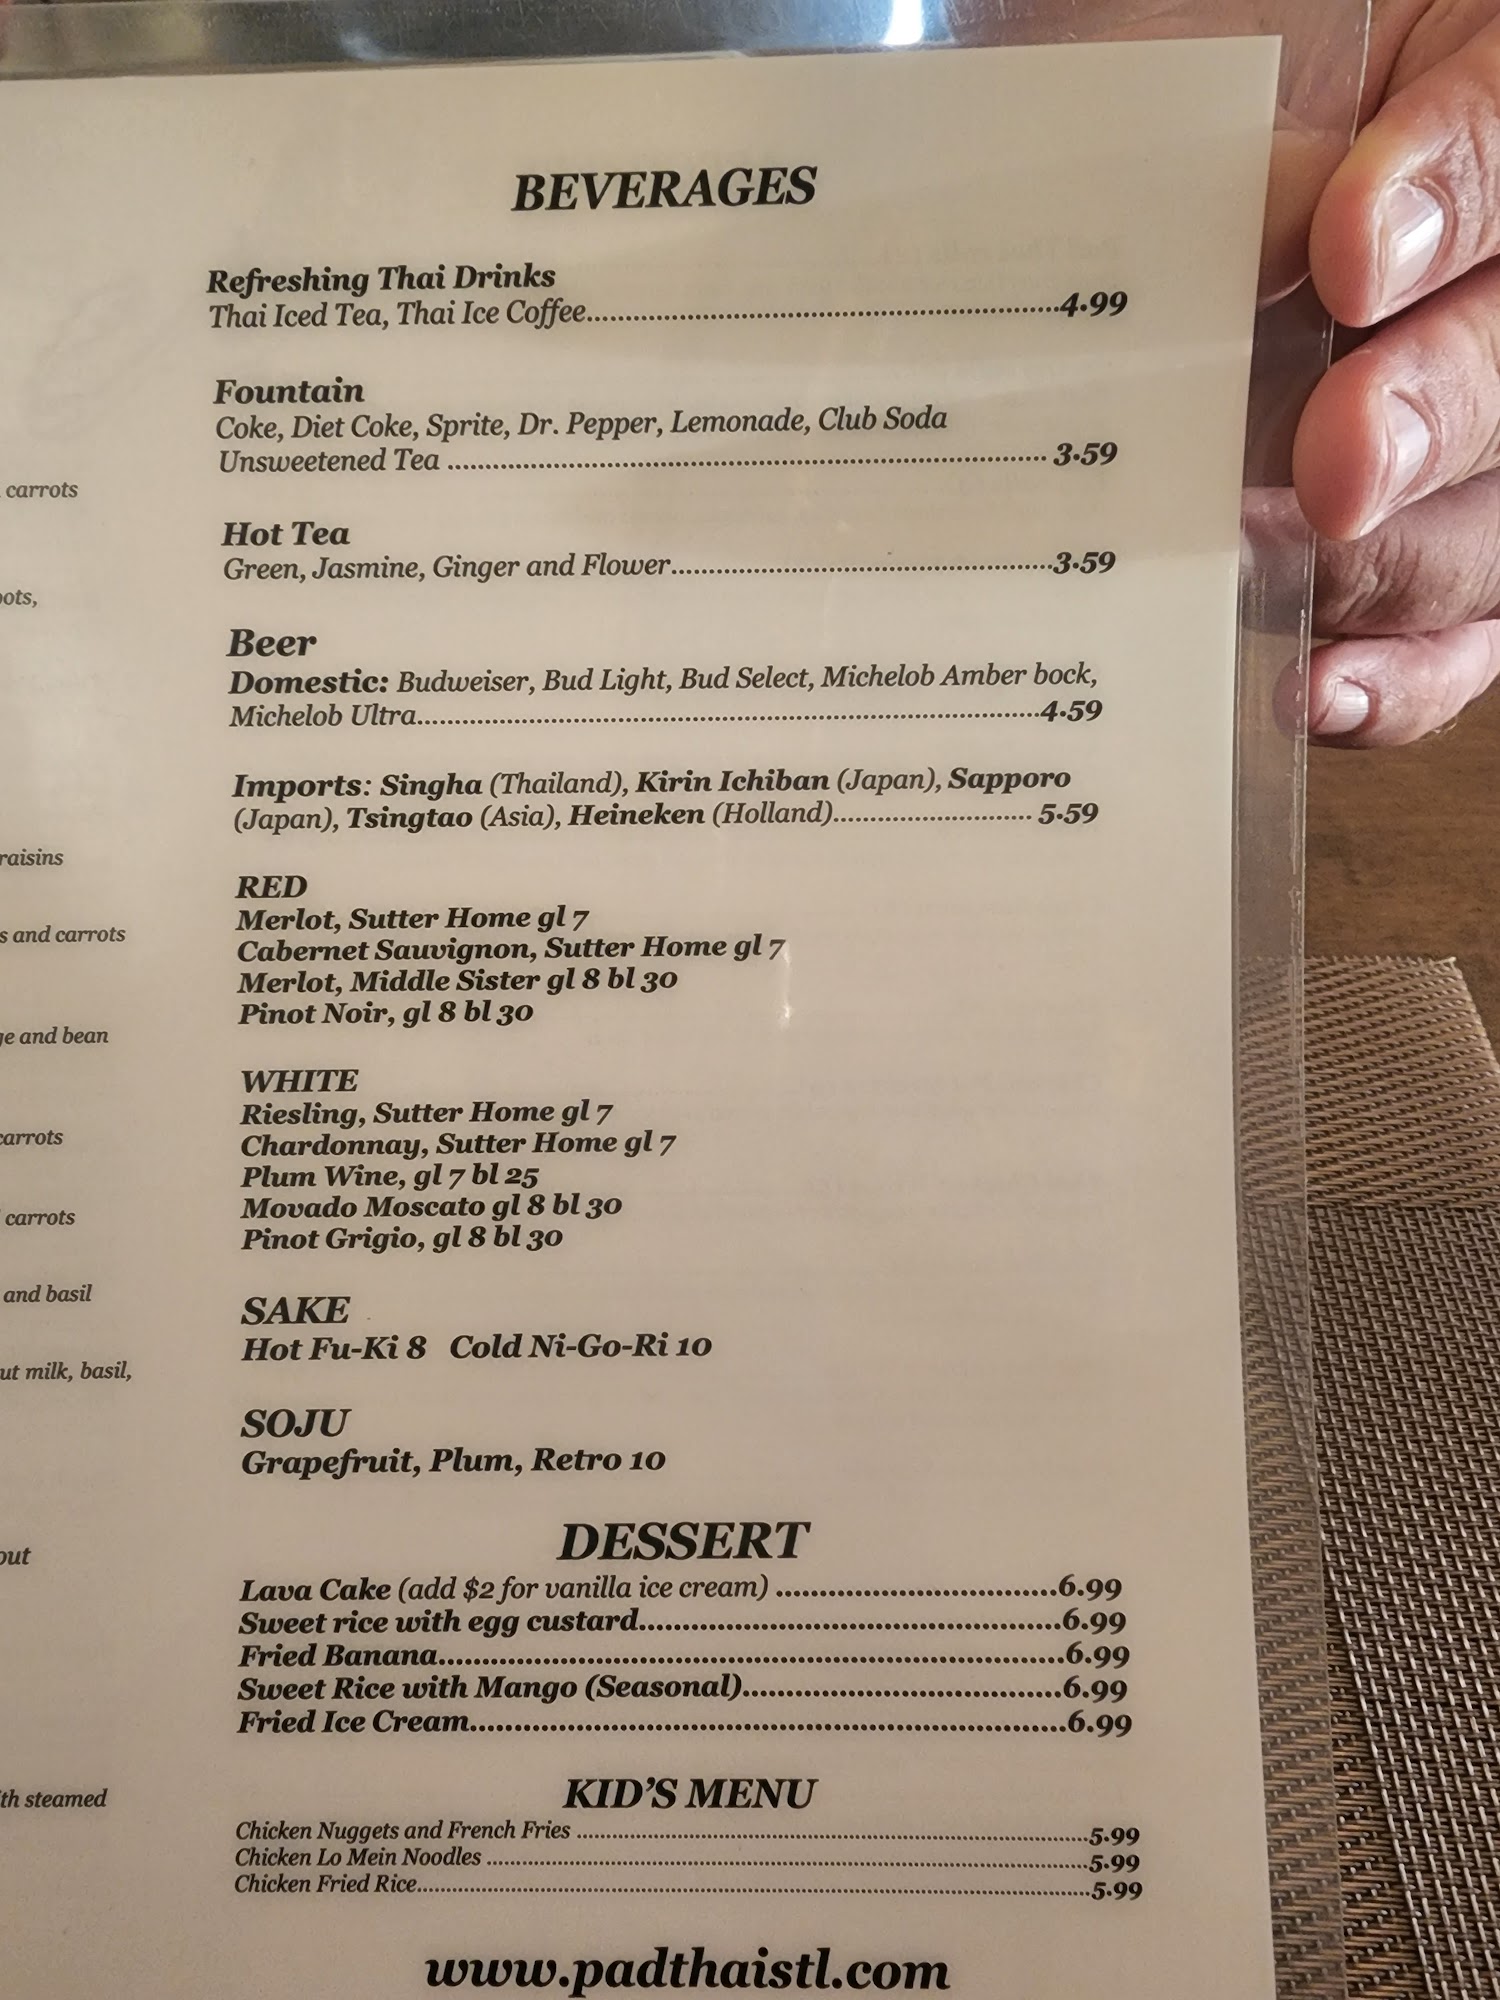 carrots
raisins
and carrots
and bean
carrots
carrots
and basil
milk, basil,
steamed
BEVERAGES
Refreshing Thai Drinks
Thai Iced Tea, Thai Ice Coffee....................4.99
Fountain
Coke, Diet Coke, Sprite, Dr. Pepper, Lemonade, Club Soda
Unsweetened Tea .................... 3.59
Hot Tea
Green, Jasmine, Ginger and Flower....................3.59
Beer
Domestic: Budweiser, Bud Light, Bud Select, Michelob Amber bock,
Michelob Ultra....................4.59
Imports: Singha (Thailand), Kirin Ichiban (Japan), Sapporo
(Japan), Tsingtao (Asia), Heineken (Holland).................... 5.59
RED
Merlot, Sutter Home gl 7
Cabernet Sauvignon, Sutter Home gl 7
Merlot, Middle Sister gl 8 bl 30
Pinot Noir, gl 8 bl 30
WHITE
Riesling, Sutter Home gl 7
Chardonnay, Sutter Home gl 7
Plum Wine, gl 7 bl 25
Movado Moscato gl 8 bl 30
Pinot Grigio, gl 8 bl 30
SAKE
Hot Fu-Ki 8 Cold Ni-Go-Ri 10
SOJU
Grapefruit, Plum, Retro 10
DESSERT
Lava Cake (add $2 for vanilla ice cream) ....................6.99
Sweet rice with egg custard....................6.99
Fried Banana....................6.99
Sweet Rice with Mango (Seasonal)....................6.99
Fried Ice Cream....................6.99
KID'S MENU
Chicken Nuggets and French Fries ....................5.99
Chicken Lo Mein Noodles ....................5.99
Chicken Fried Rice....................5.99
www.padthaistl.com